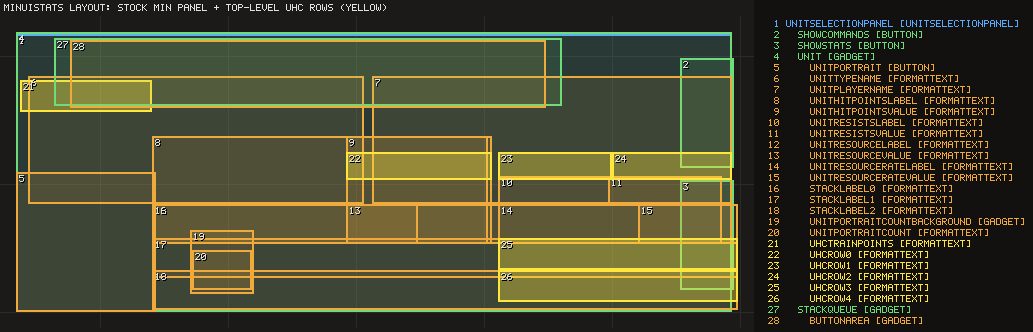 MINUISTATS LAYOUT: STOCK MIN PANEL + TOP-LEVEL UHC ROWS (YELLOW)
1 UNITSELECTIONPANEL [UNITSELECTIONPANEL]
2 SHOWCOMMANDS [BUTTON]
3 SHOWSTATS [BUTTON]
4 UNIT [GADGET]
5 UNITPORTRAIT [BUTTON]
6 UNITTYPENAME [FORMATTEXT]
7 UNITPLAYERNAME [FORMATTEXT]
8 UNITHITPOINTSLABEL [FORMATTEXT]
9 UNITHITPOINTSVALUE [FORMATTEXT]
10 UNITRESISTSLABEL [FORMATTEXT]
11 UNITRESISTSVALUE [FORMATTEXT]
12 UNITRESOURCELABEL [FORMATTEXT]
13 UNITRESOURCEVALUE [FORMATTEXT]
14 UNITRESOURCERATELABEL [FORMATTEXT]
15 UNITRESOURCERATEVALUE [FORMATTEXT]
16 STACKLABEL0 [FORMATTEXT]
17 STACKLABEL1 [FORMATTEXT]
18 STACKLABEL2 [FORMATTEXT]
19 UNITPORTRAITCOUNTBACKGROUND [GADGET]
20 UNITPORTRAITCOUNT [FORMATTEXT]
21 UHCTRAINPOINTS [FORMATTEXT]
22 UHCROW0 [FORMATTEXT]
23 UHCROW1 [FORMATTEXT]
24 UHCROW2 [FORMATTEXT]
25 UHCROW3 [FORMATTEXT]
26 UHCROW4 [FORMATTEXT]
27 STACKQUEUE [GADGET]
28 BUTTONAREA [GADGET]
4
27
28
2
7
8
9
22
23
24
5
10
11
3
16
13
14
15
19
17
25
20
18
26